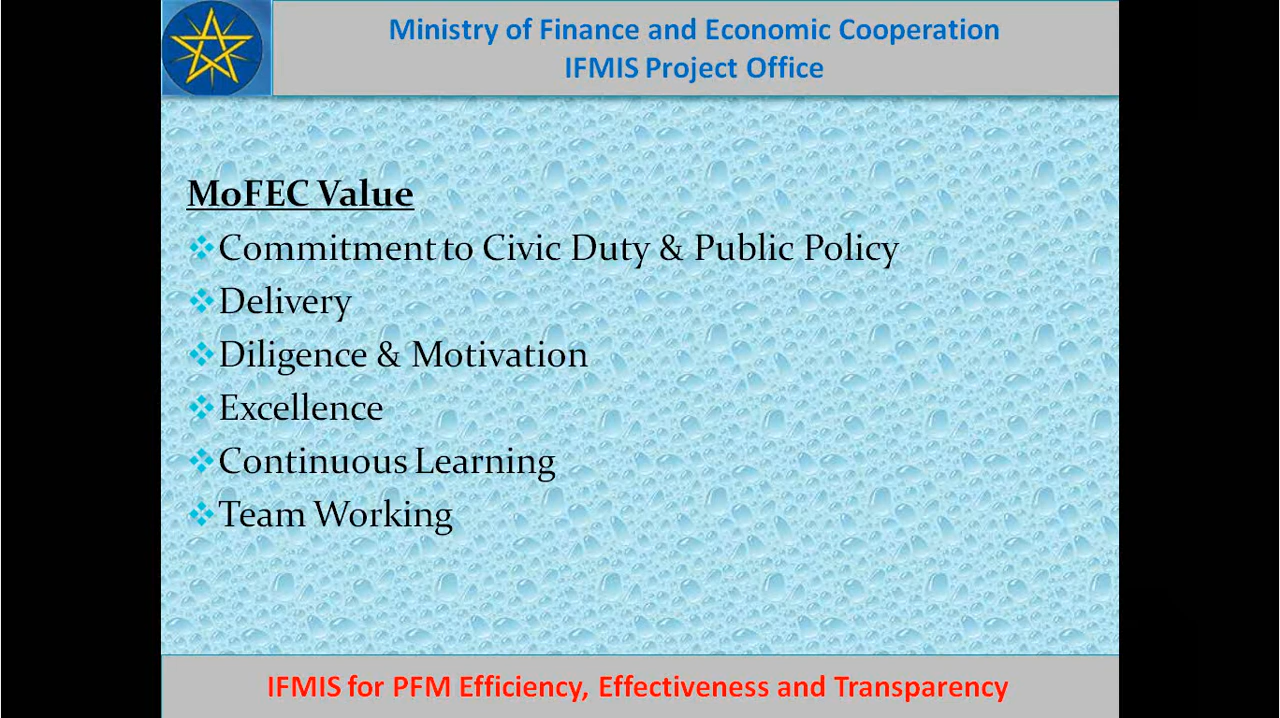 Ministry of Finance and Economic Cooperation
IFMIS Project Office
MoFEC Value
Commitment to Civic Duty & Public Policy
Delivery
Diligence & Motivation
Excellence
Continuous Learning
Team Working
IFMIS for PFM Efficiency, Effectiveness and Transparency